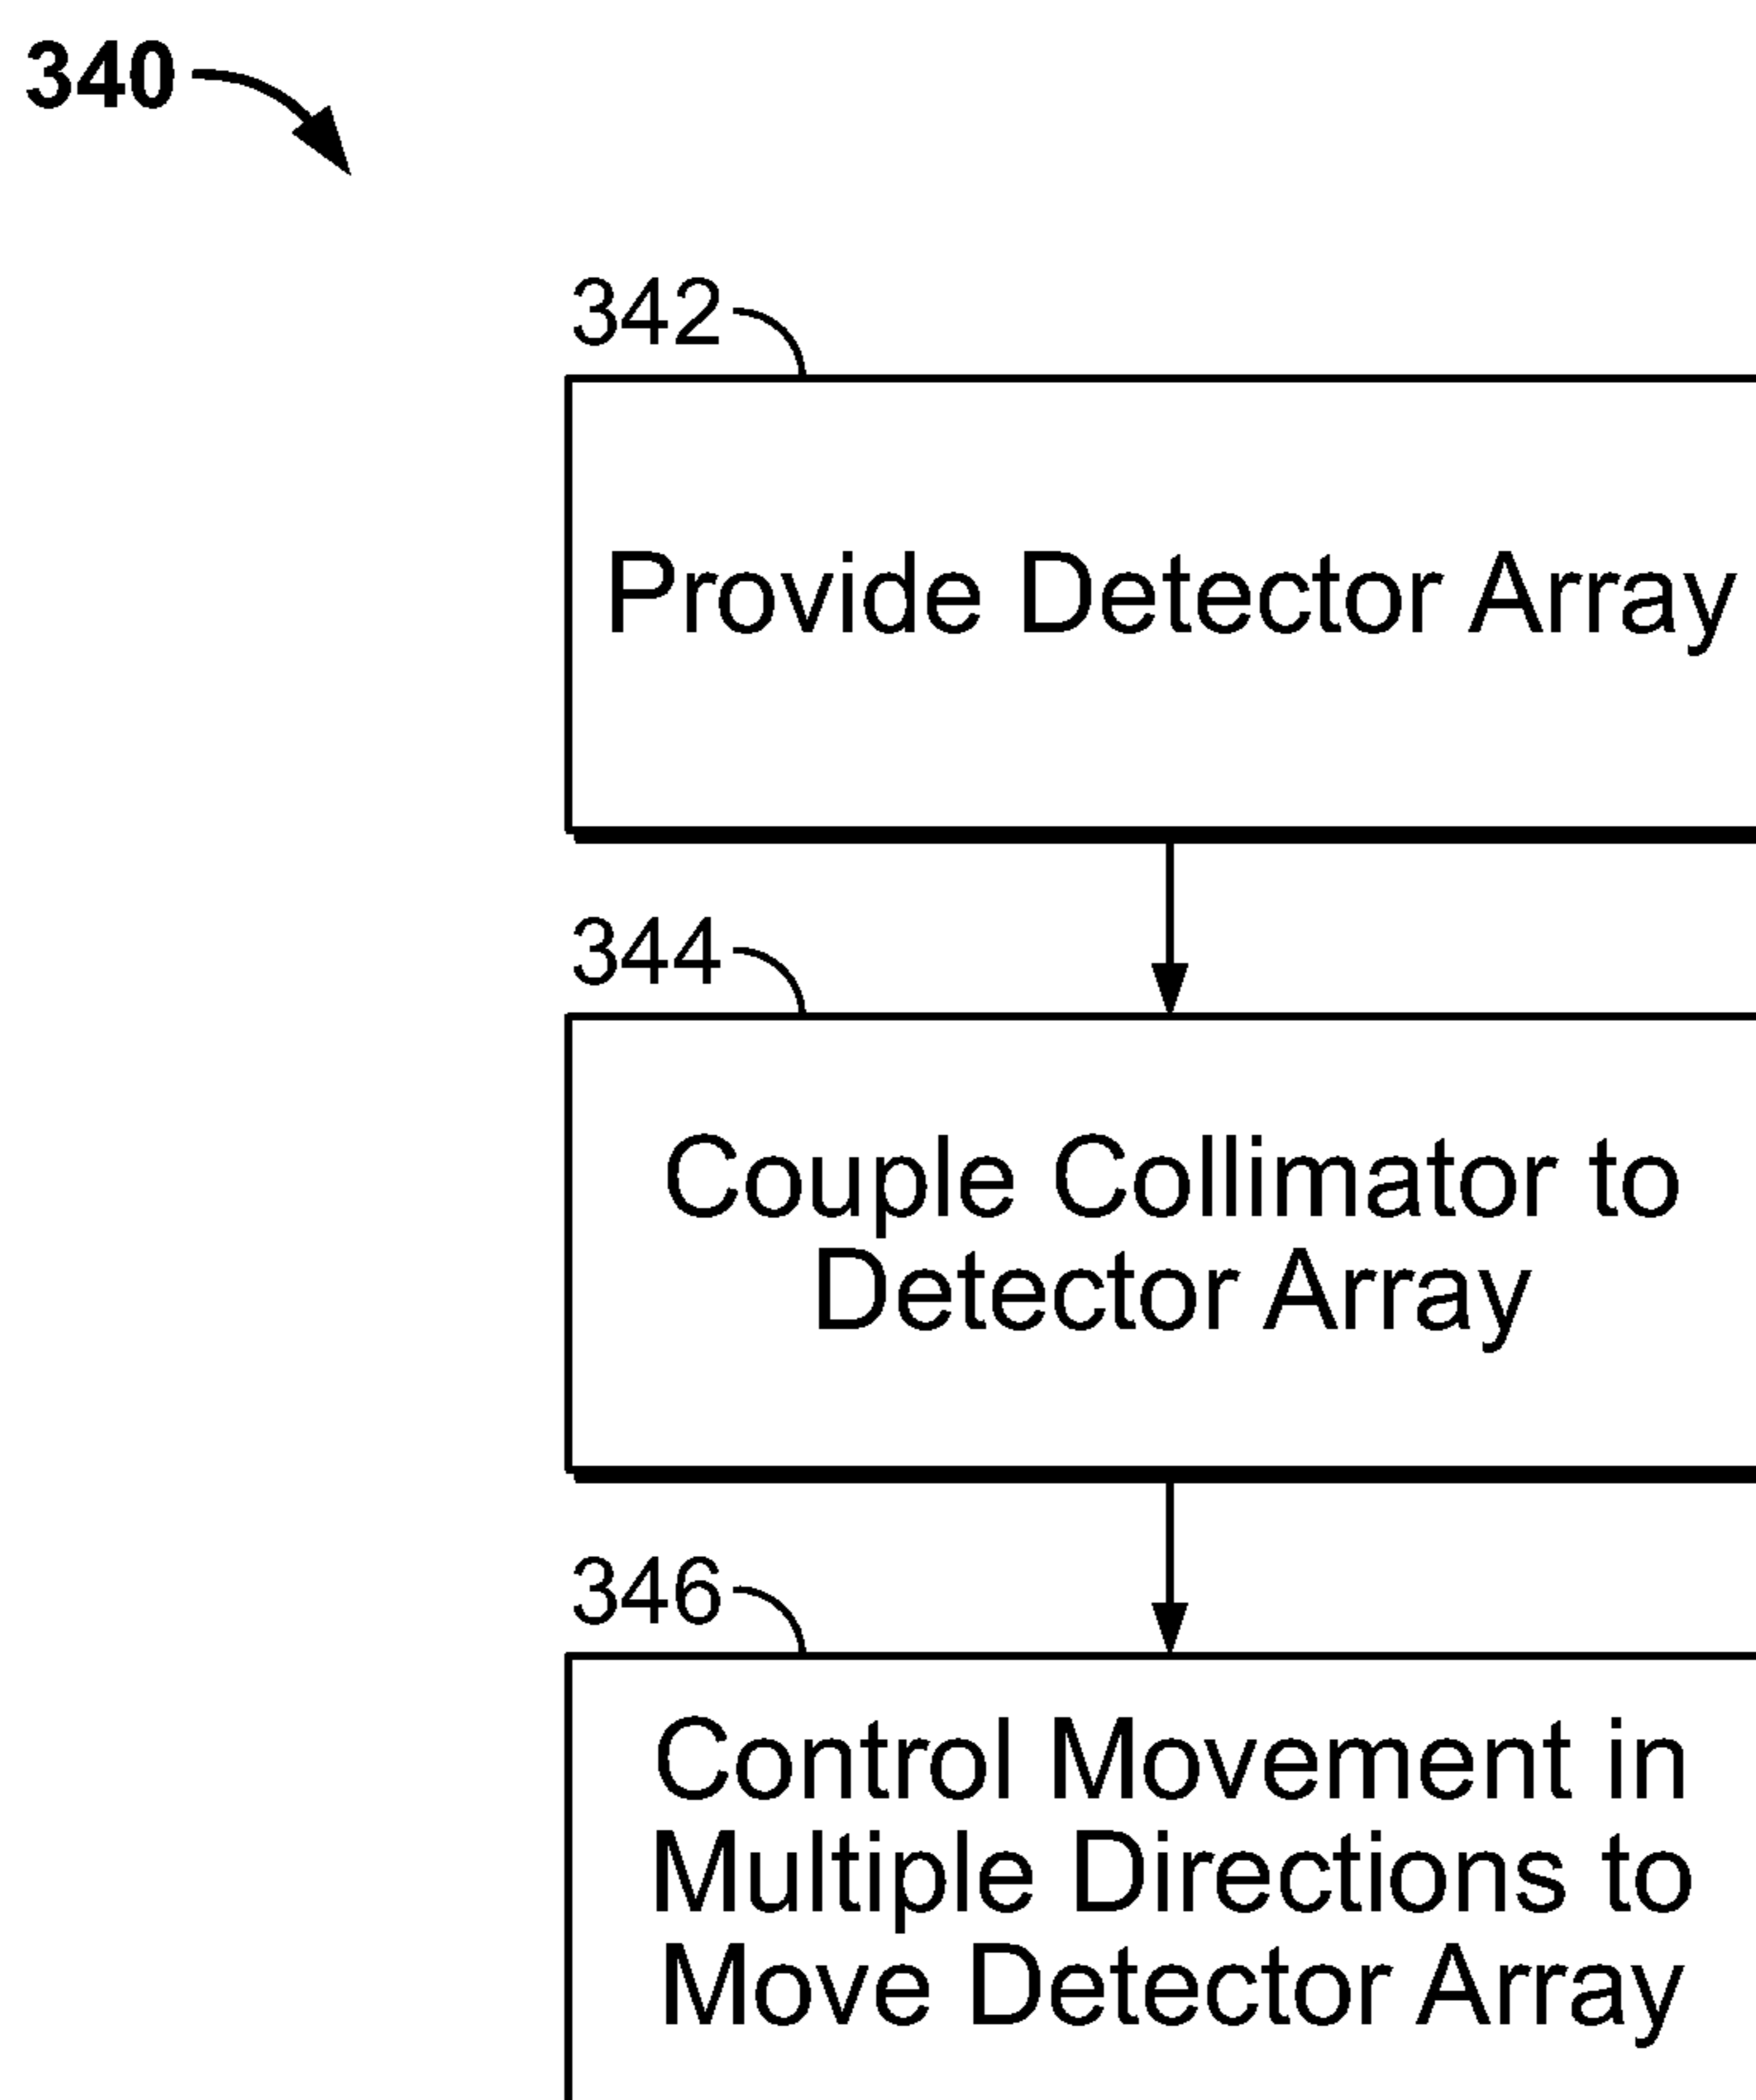 340
342
Provide Detector Array
344
Couple Collimator to
Detector Array
346
Control Movement in
Multiple Directions to
Move Detector Array